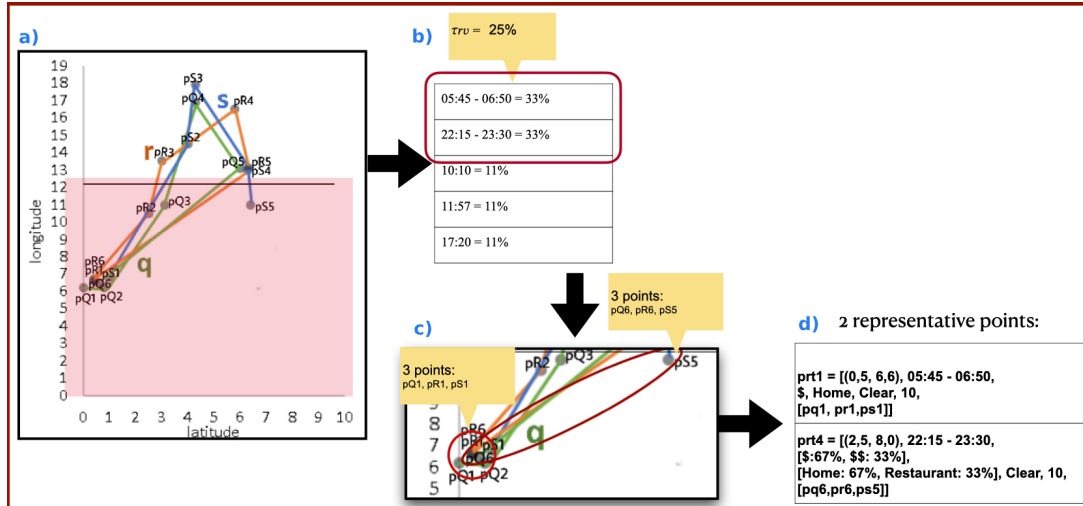 a)
19
18
17
16
15
14
13
12
11
10
9
8
7
6
5
4
3
2
1
0
longitude
0 1 2 3 4 5 6 7 8 9 10
latitude
pS3
pQ4
s
pR4
pS2
r
pR3
pQ5
pR5
pS4
pR2
pQ3
pS5
pR6
pR1
pS1
q
pQ6
pQ1
pQ2
b)
τrv = 25%
05:45 - 06:50 = 33%
22:15 - 23:30 = 33%
10:10 = 11%
11:57 = 11%
17:20 = 11%
c)
3 points:
pQ6, pR6, pS5
3 points:
pQ1, pR1, pS1
pR2
pQ3
pS5
8
7
6
5
pR6
pR1
pS1
q
pQ6
pQ1
pQ2
d)
2 representative points:
prt1 = [(0,5, 6,6), 05:45 - 06:50,
$, Home, Clear, 10,
[pq1, pr1,ps1]]
prt4 = [(2,5, 8,0), 22:15 - 23:30,
[$:67%, $$: 33%],
[Home: 67%, Restaurant: 33%], Clear, 10,
[pq6,pr6,ps5]]